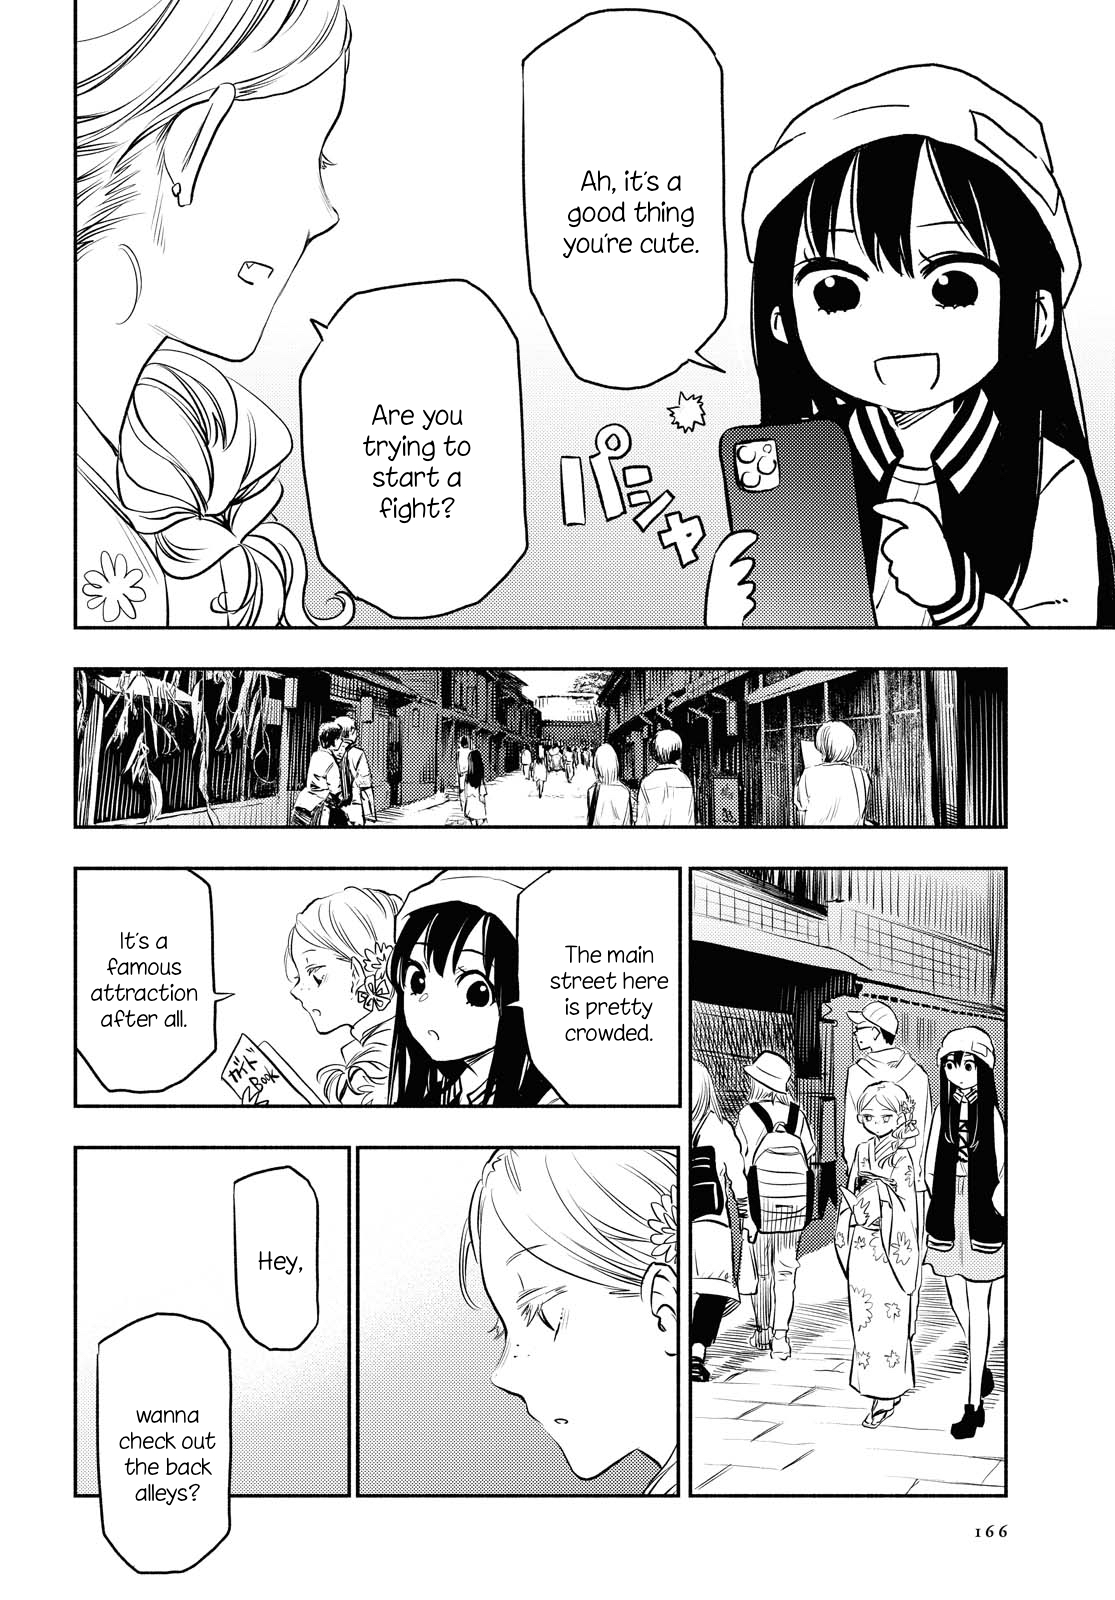 Ah, it's a
good thing
you're cute.
パシャ
Are you
trying to
start a
fight?
The main
street here
is pretty
crowded.
It's a
famous
attraction
after all.
ガイド
Book
Hey,
wanna
check out
the back
alleys?
166